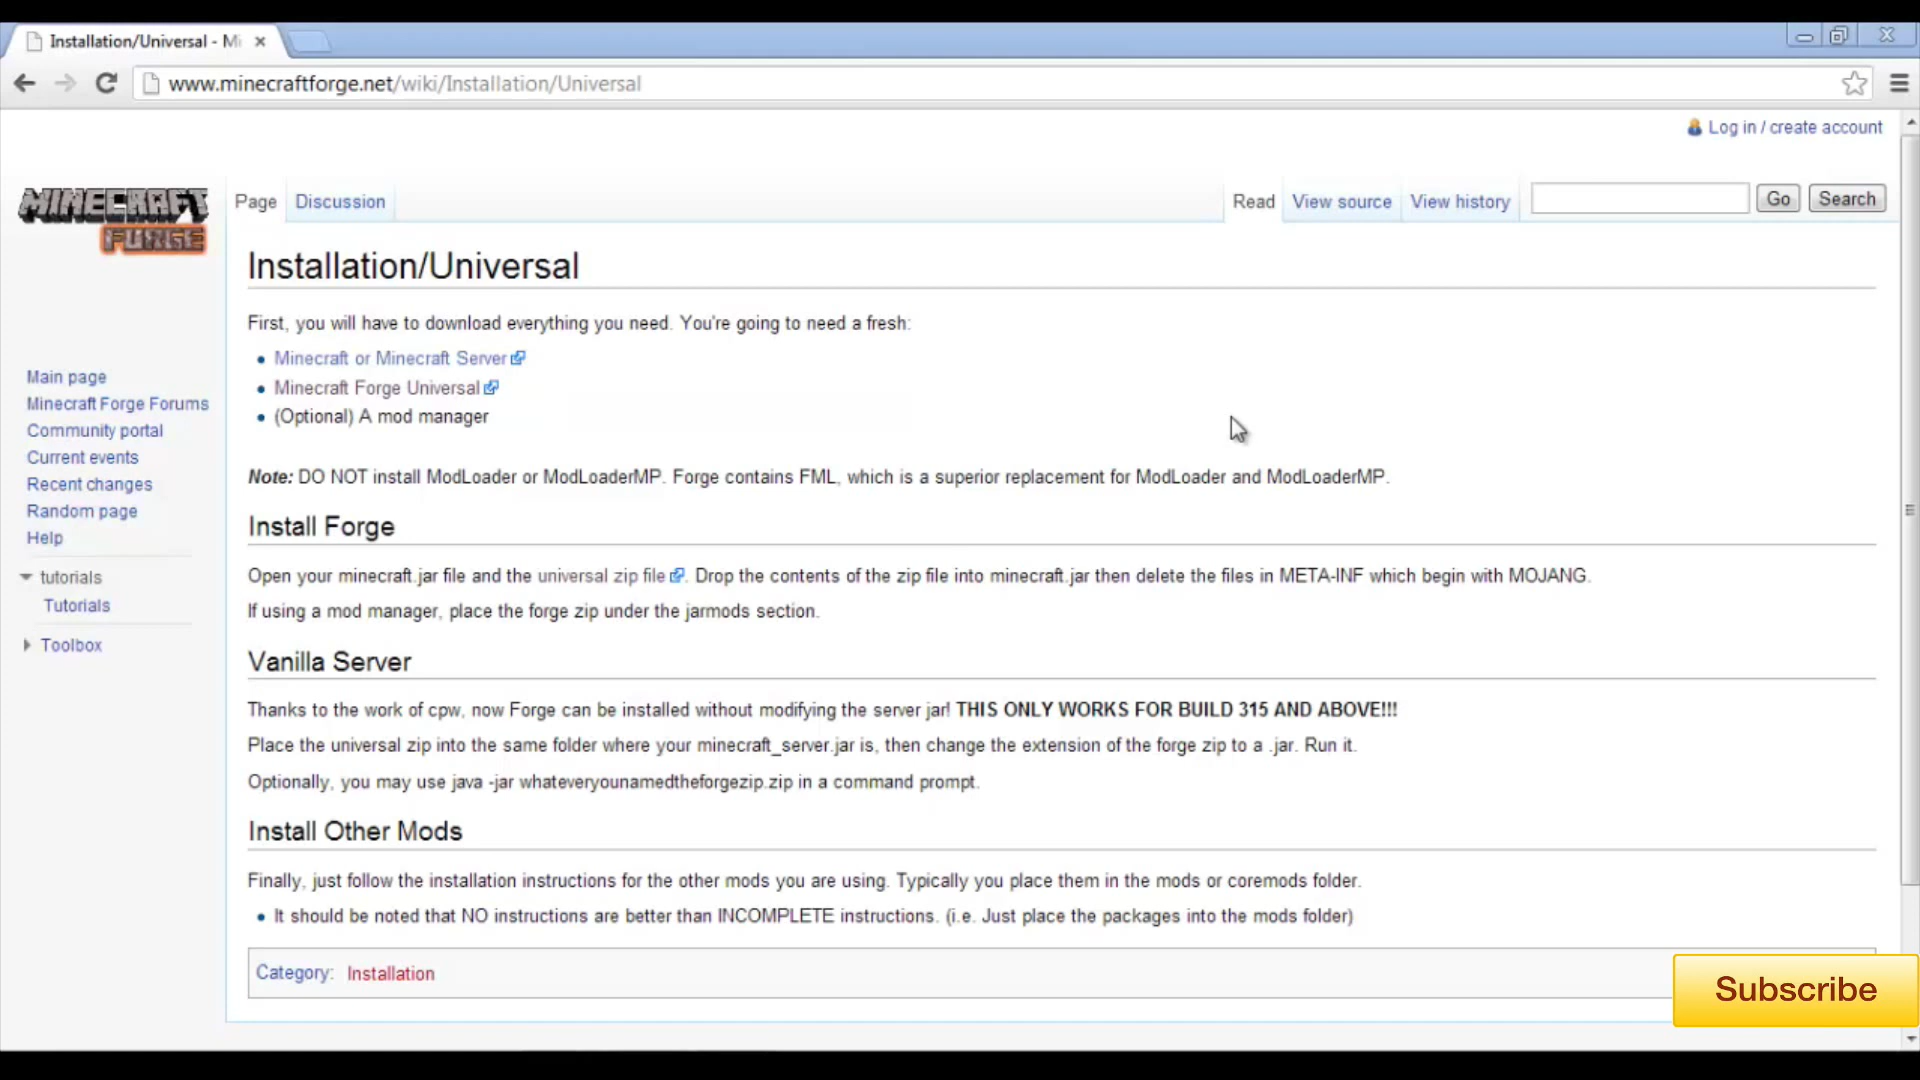 Installation/Universal - Mi
www.minecraftforge.net/wiki/Installation/Universal
Log in / create account
MINECRAFT
FORGE
Page
Discussion
Read
View source
View history
Go
Search
Installation/Universal
First, you will have to download everything you need. You're going to need a fresh:
Minecraft or Minecraft Server
Minecraft Forge Universal
(Optional) A mod manager
Note: DO NOT install ModLoader or ModLoaderMP. Forge contains FML, which is a superior replacement for ModLoader and ModLoaderMP.
Install Forge
Open your minecraft.jar file and the universal zip file. Drop the contents of the zip file into minecraft.jar then delete the files in META-INF which begin with MOJANG.
If using a mod manager, place the forge zip under the jarmods section.
Vanilla Server
Thanks to the work of cpw, now Forge can be installed without modifying the server jar! THIS ONLY WORKS FOR BUILD 315 AND ABOVE!!!
Place the universal zip into the same folder where your minecraft_server.jar is, then change the extension of the forge zip to a .jar. Run it.
Optionally, you may use java -jar whateveryounamedtheforgezip.zip in a command prompt.
Install Other Mods
Finally, just follow the installation instructions for the other mods you are using. Typically you place them in the mods or coremods folder.
It should be noted that NO instructions are better than INCOMPLETE instructions. (i.e. Just place the packages into the mods folder)
Category: Installation
Main page
Minecraft Forge Forums
Community portal
Current events
Recent changes
Random page
Help
tutorials
Tutorials
Toolbox
Subscribe